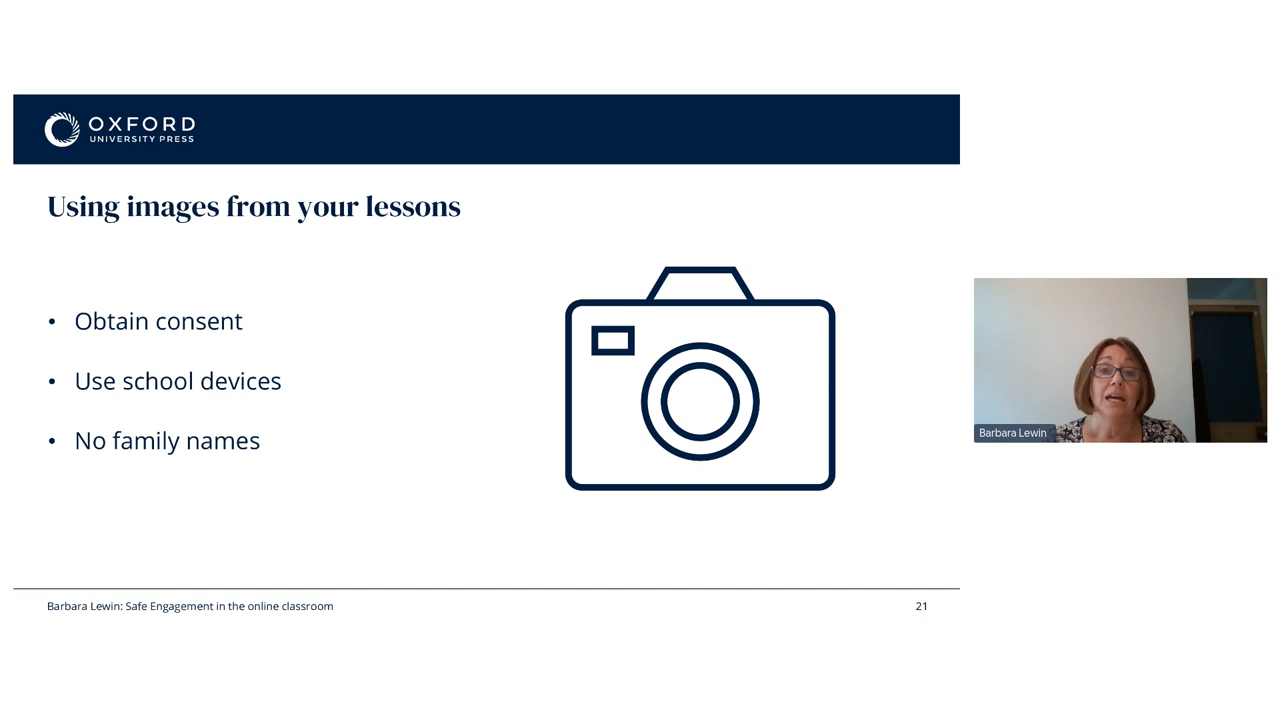 OXFORD
UNIVERSITY PRESS
Using images from your lessons
• Obtain consent
• Use school devices
• No family names
Barbara Lewin
Barbara Lewin: Safe Engagement in the online classroom
21